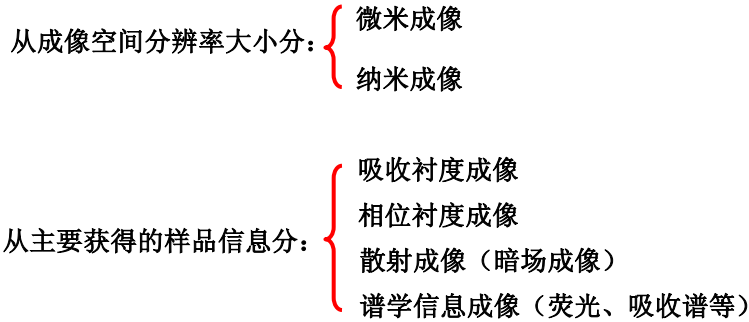 从成像空间分辨率大小分：
微米成像
纳米成像
从主要获得的样品信息分：
吸收衬度成像
相位衬度成像
散射成像（暗场成像）
谱学信息成像（荧光、吸收谱等）